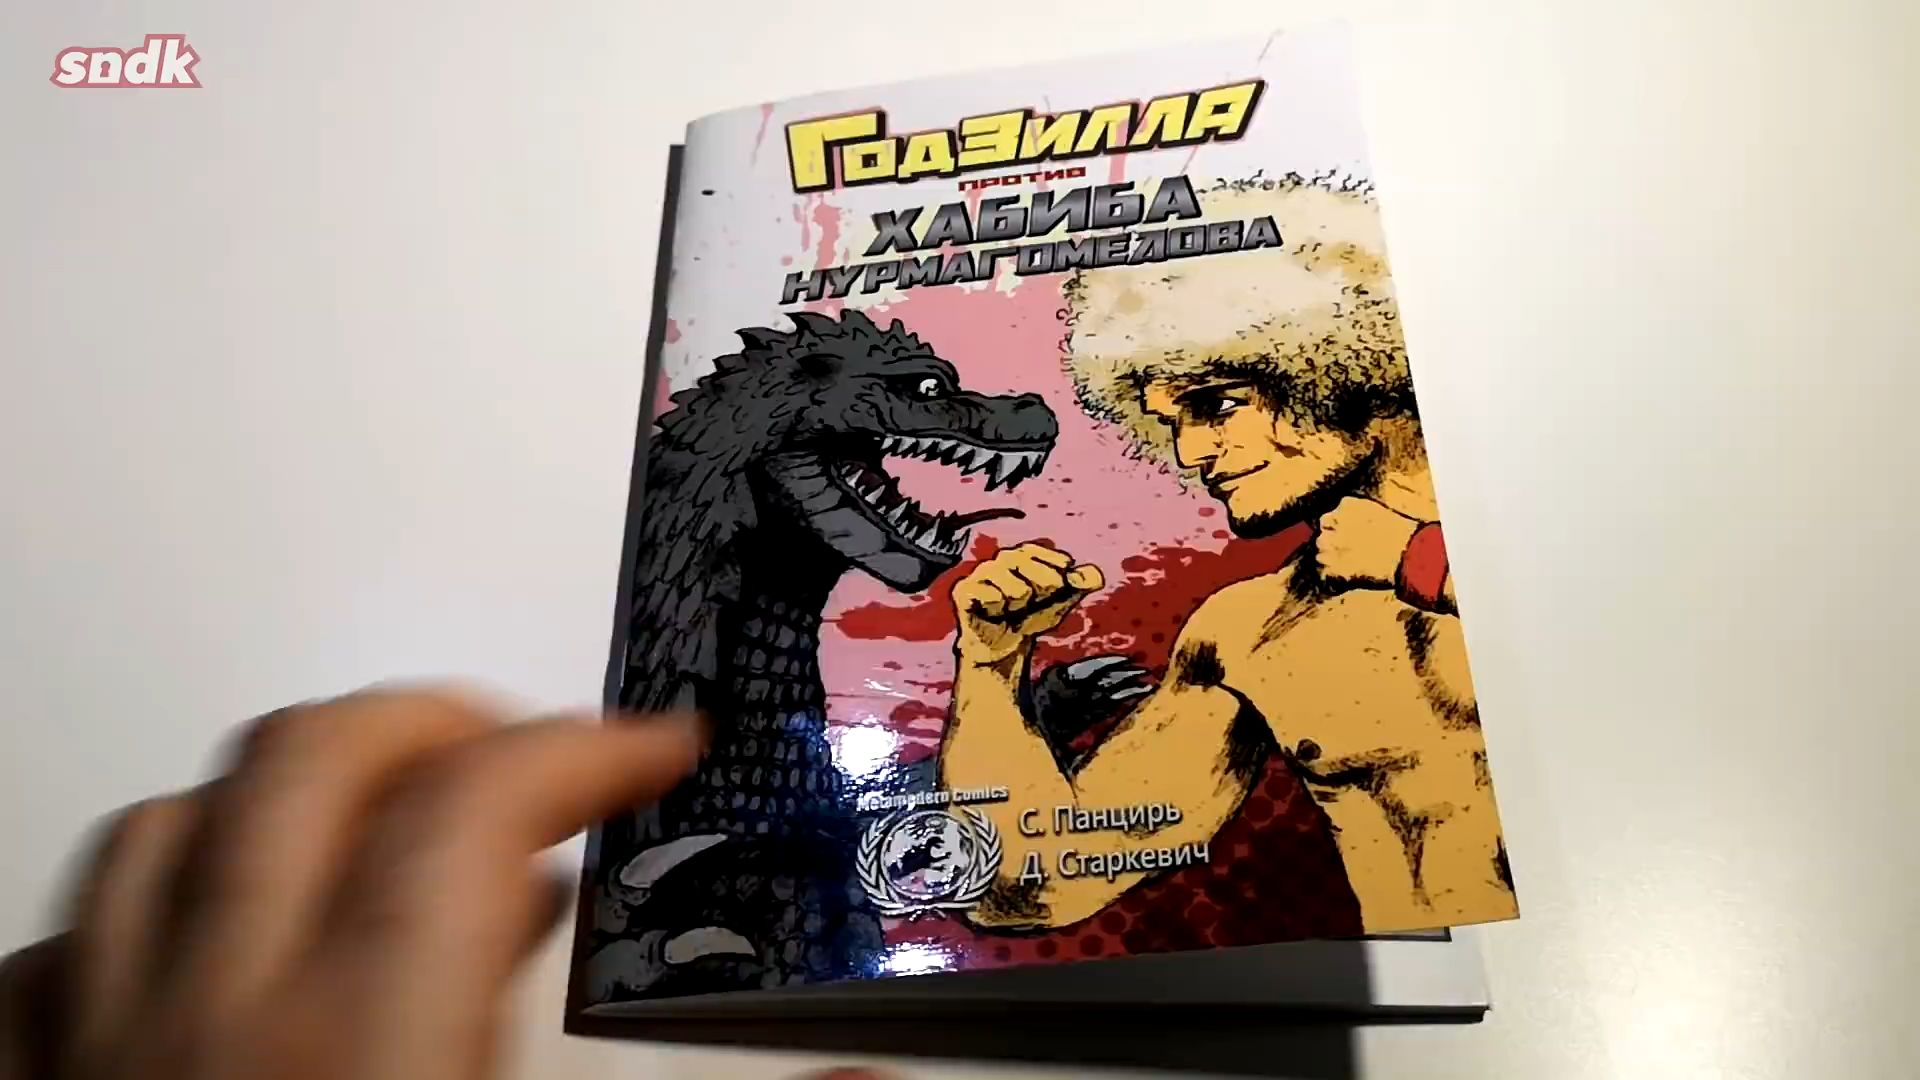 sndk
ГодЗилла
против
ХАБИБА
НУРМАГОМЕДОВА
Metamodern Comics
С. Панцирь
Д. Старкевич